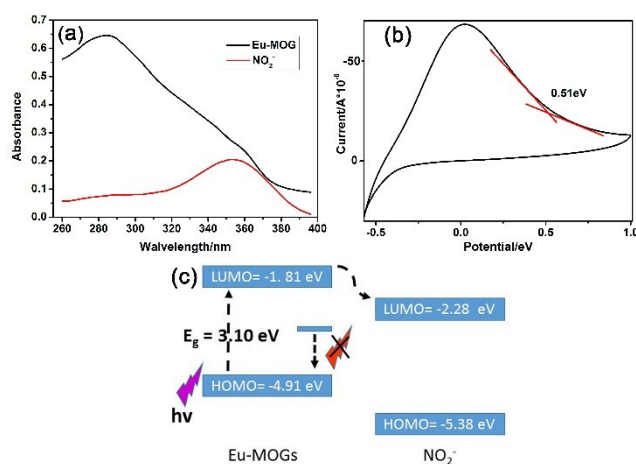 (a)
Eu-MOG
NO₂⁻
0.7
0.6
0.5
0.4
0.3
0.2
0.1
0.0
Absorbance
260 280 300 320 340 360 380 400
Wavelength/nm
(b)
0.51eV
-50
0
Current/A*10⁻⁶
-0.5 0.0 0.5 1.0
Potential/eV
(c)
LUMO= -1. 81 eV
LUMO= -2.28 eV
E_g = 3.10 eV
HOMO= -4.91 eV
hv
HOMO= -5.38 eV
Eu-MOGs NO₂⁻